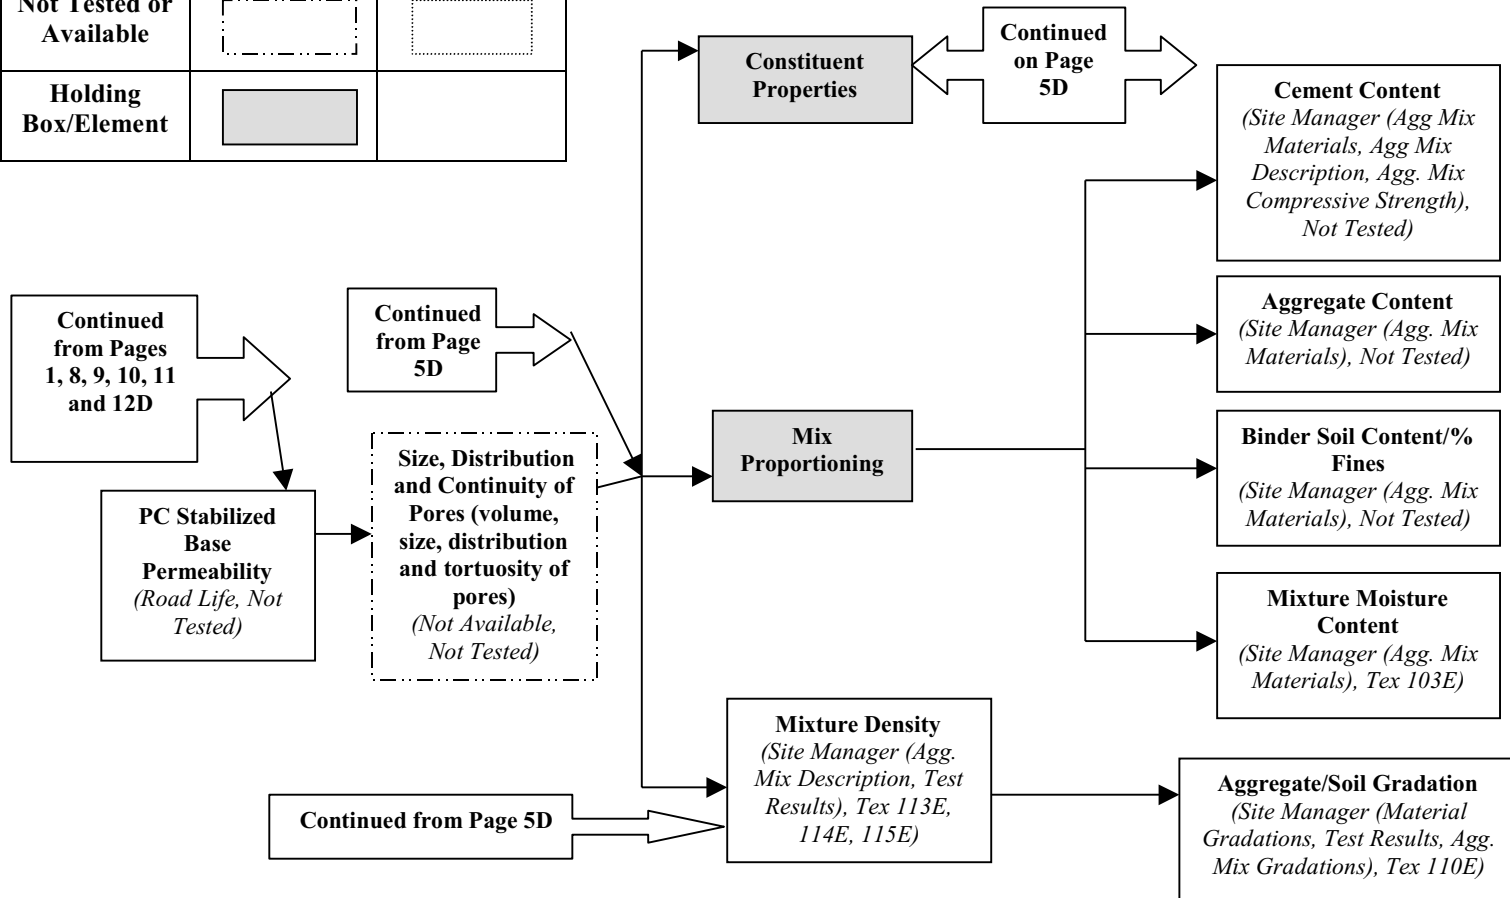 Not Tested or
Available
Holding
Box/Element
Constituent
Properties
Continued
on Page
5D
Cement Content
(Site Manager (Agg Mix
Materials, Agg Mix
Description, Agg. Mix
Compressive Strength),
Not Tested)
Continued
from Pages
1, 8, 9, 10, 11
and 12D
Continued
from Page
5D
Aggregate Content
(Site Manager (Agg. Mix
Materials), Not Tested)
Size, Distribution
and Continuity of
Pores (volume,
size, distribution
and tortuosity of
pores)
(Not Available,
Not Tested)
Mix
Proportioning
Binder Soil Content/%
Fines
(Site Manager (Agg. Mix
Materials), Not Tested)
PC Stabilized
Base
Permeability
(Road Life, Not
Tested)
Mixture Moisture
Content
(Site Manager (Agg. Mix
Materials), Tex 103E)
Mixture Density
(Site Manager (Agg.
Mix Description, Test
Results), Tex 113E,
114E, 115E)
Continued from Page 5D
Aggregate/Soil Gradation
(Site Manager (Material
Gradations, Test Results, Agg.
Mix Gradations), Tex 110E)